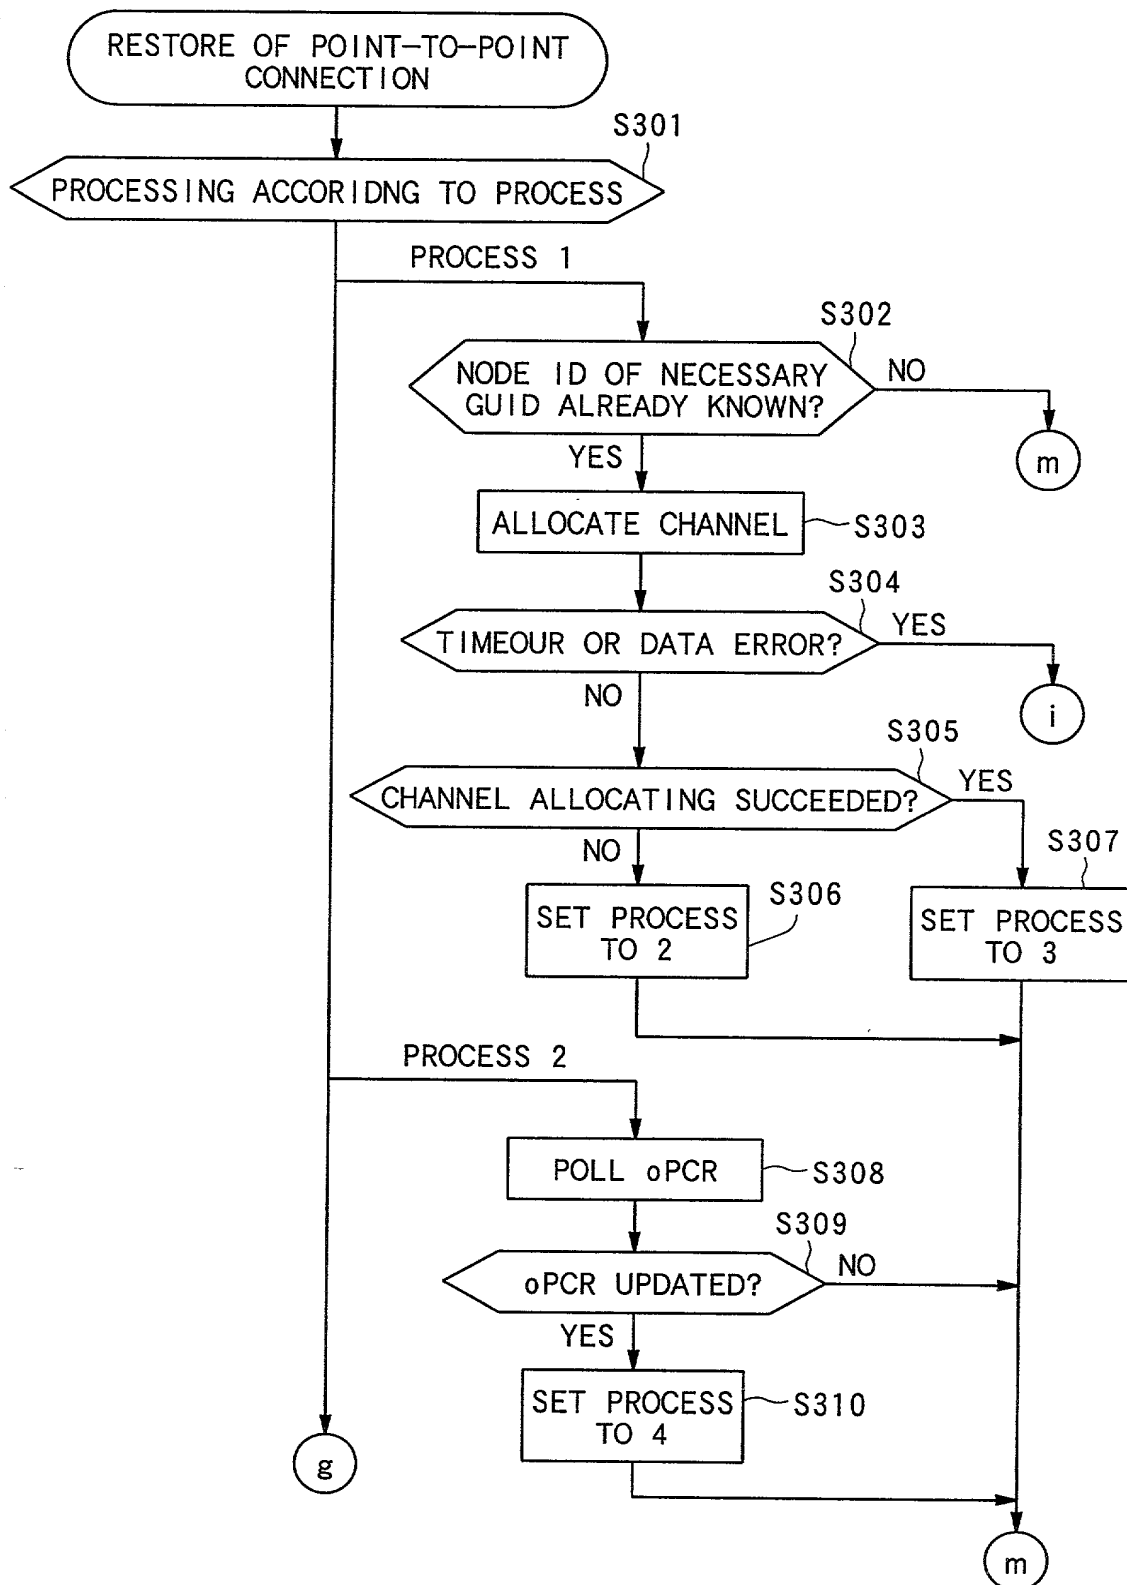 RESTORE OF POINT-TO-POINT
CONNECTION
S301
PROCESSING ACCORIDNG TO PROCESS
PROCESS 1
S302
NODE ID OF NECESSARY
GUID ALREADY KNOWN?
NO
m
YES
ALLOCATE CHANNEL
S303
S304
TIMEOUR OR DATA ERROR?
YES
i
NO
S305
CHANNEL ALLOCATING SUCCEEDED?
YES
NO
S307
S306
SET PROCESS
TO 2
SET PROCESS
TO 3
PROCESS 2
POLL oPCR
S308
S309
oPCR UPDATED?
NO
YES
SET PROCESS
TO 4
S310
g
m